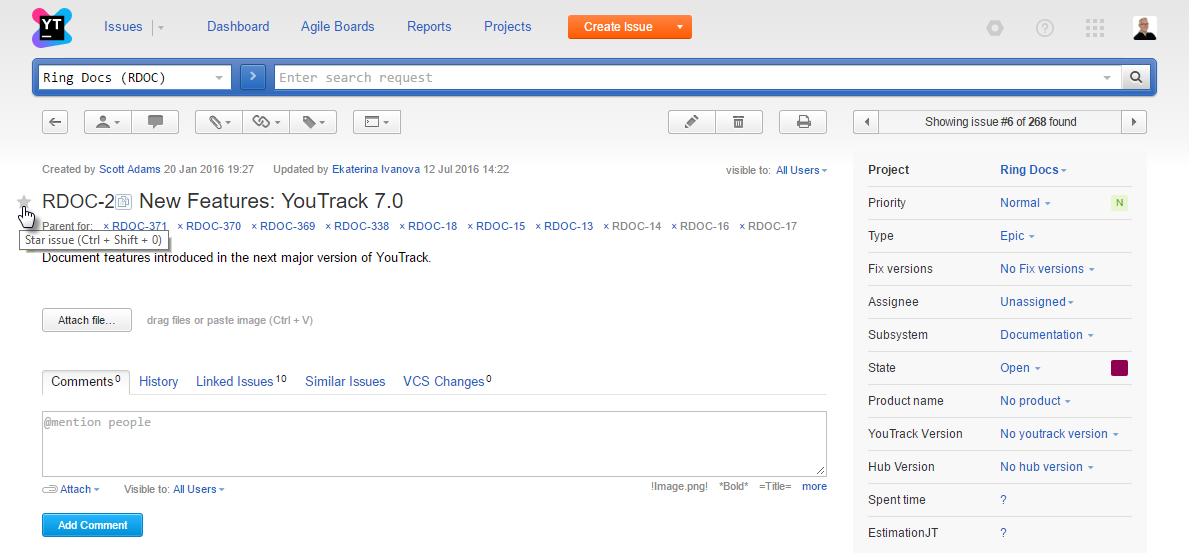 YT Issues Dashboard Agile Boards Reports Projects Create Issue
Ring Docs (RDOC) Enter search request
Showing issue #6 of 268 found
Created by Scott Adams 20 Jan 2016 19:27 Updated by Ekaterina Ivanova 12 Jul 2016 14:22 visible to: All Users
RDOC-2 New Features: YouTrack 7.0
Parent for: × RDOC-371 × RDOC-370 × RDOC-369 × RDOC-338 × RDOC-18 × RDOC-15 × RDOC-13 × RDOC-14 × RDOC-16 × RDOC-17
Star issue (Ctrl + Shift + 0)
Document features introduced in the next major version of YouTrack.
Attach file... drag files or paste image (Ctrl + V)
Comments 0 History Linked Issues 10 Similar Issues VCS Changes 0
@mention people
Attach Visible to: All Users !Image.png! *Bold* =Title= more
Add Comment
Project Ring Docs
Priority Normal N
Type Epic
Fix versions No Fix versions
Assignee Unassigned
Subsystem Documentation
State Open
Product name No product
YouTrack Version No youtrack version
Hub Version No hub version
Spent time ?
EstimationJT ?